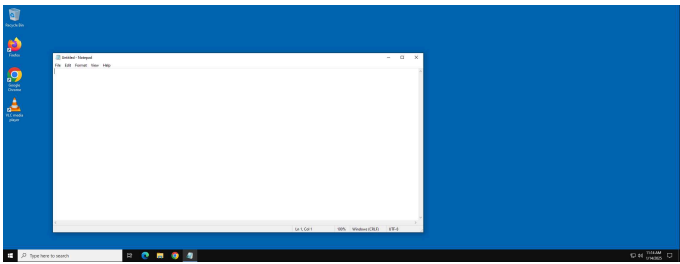 Recycle Bin
Firefox
Google
Chrome
VLC media
player
Untitled - Notepad
File Edit Format View Help
Ln 1, Col 1 100% Windows (CRLF) UTF-8
Type here to search
11:14 AM
1/14/2025